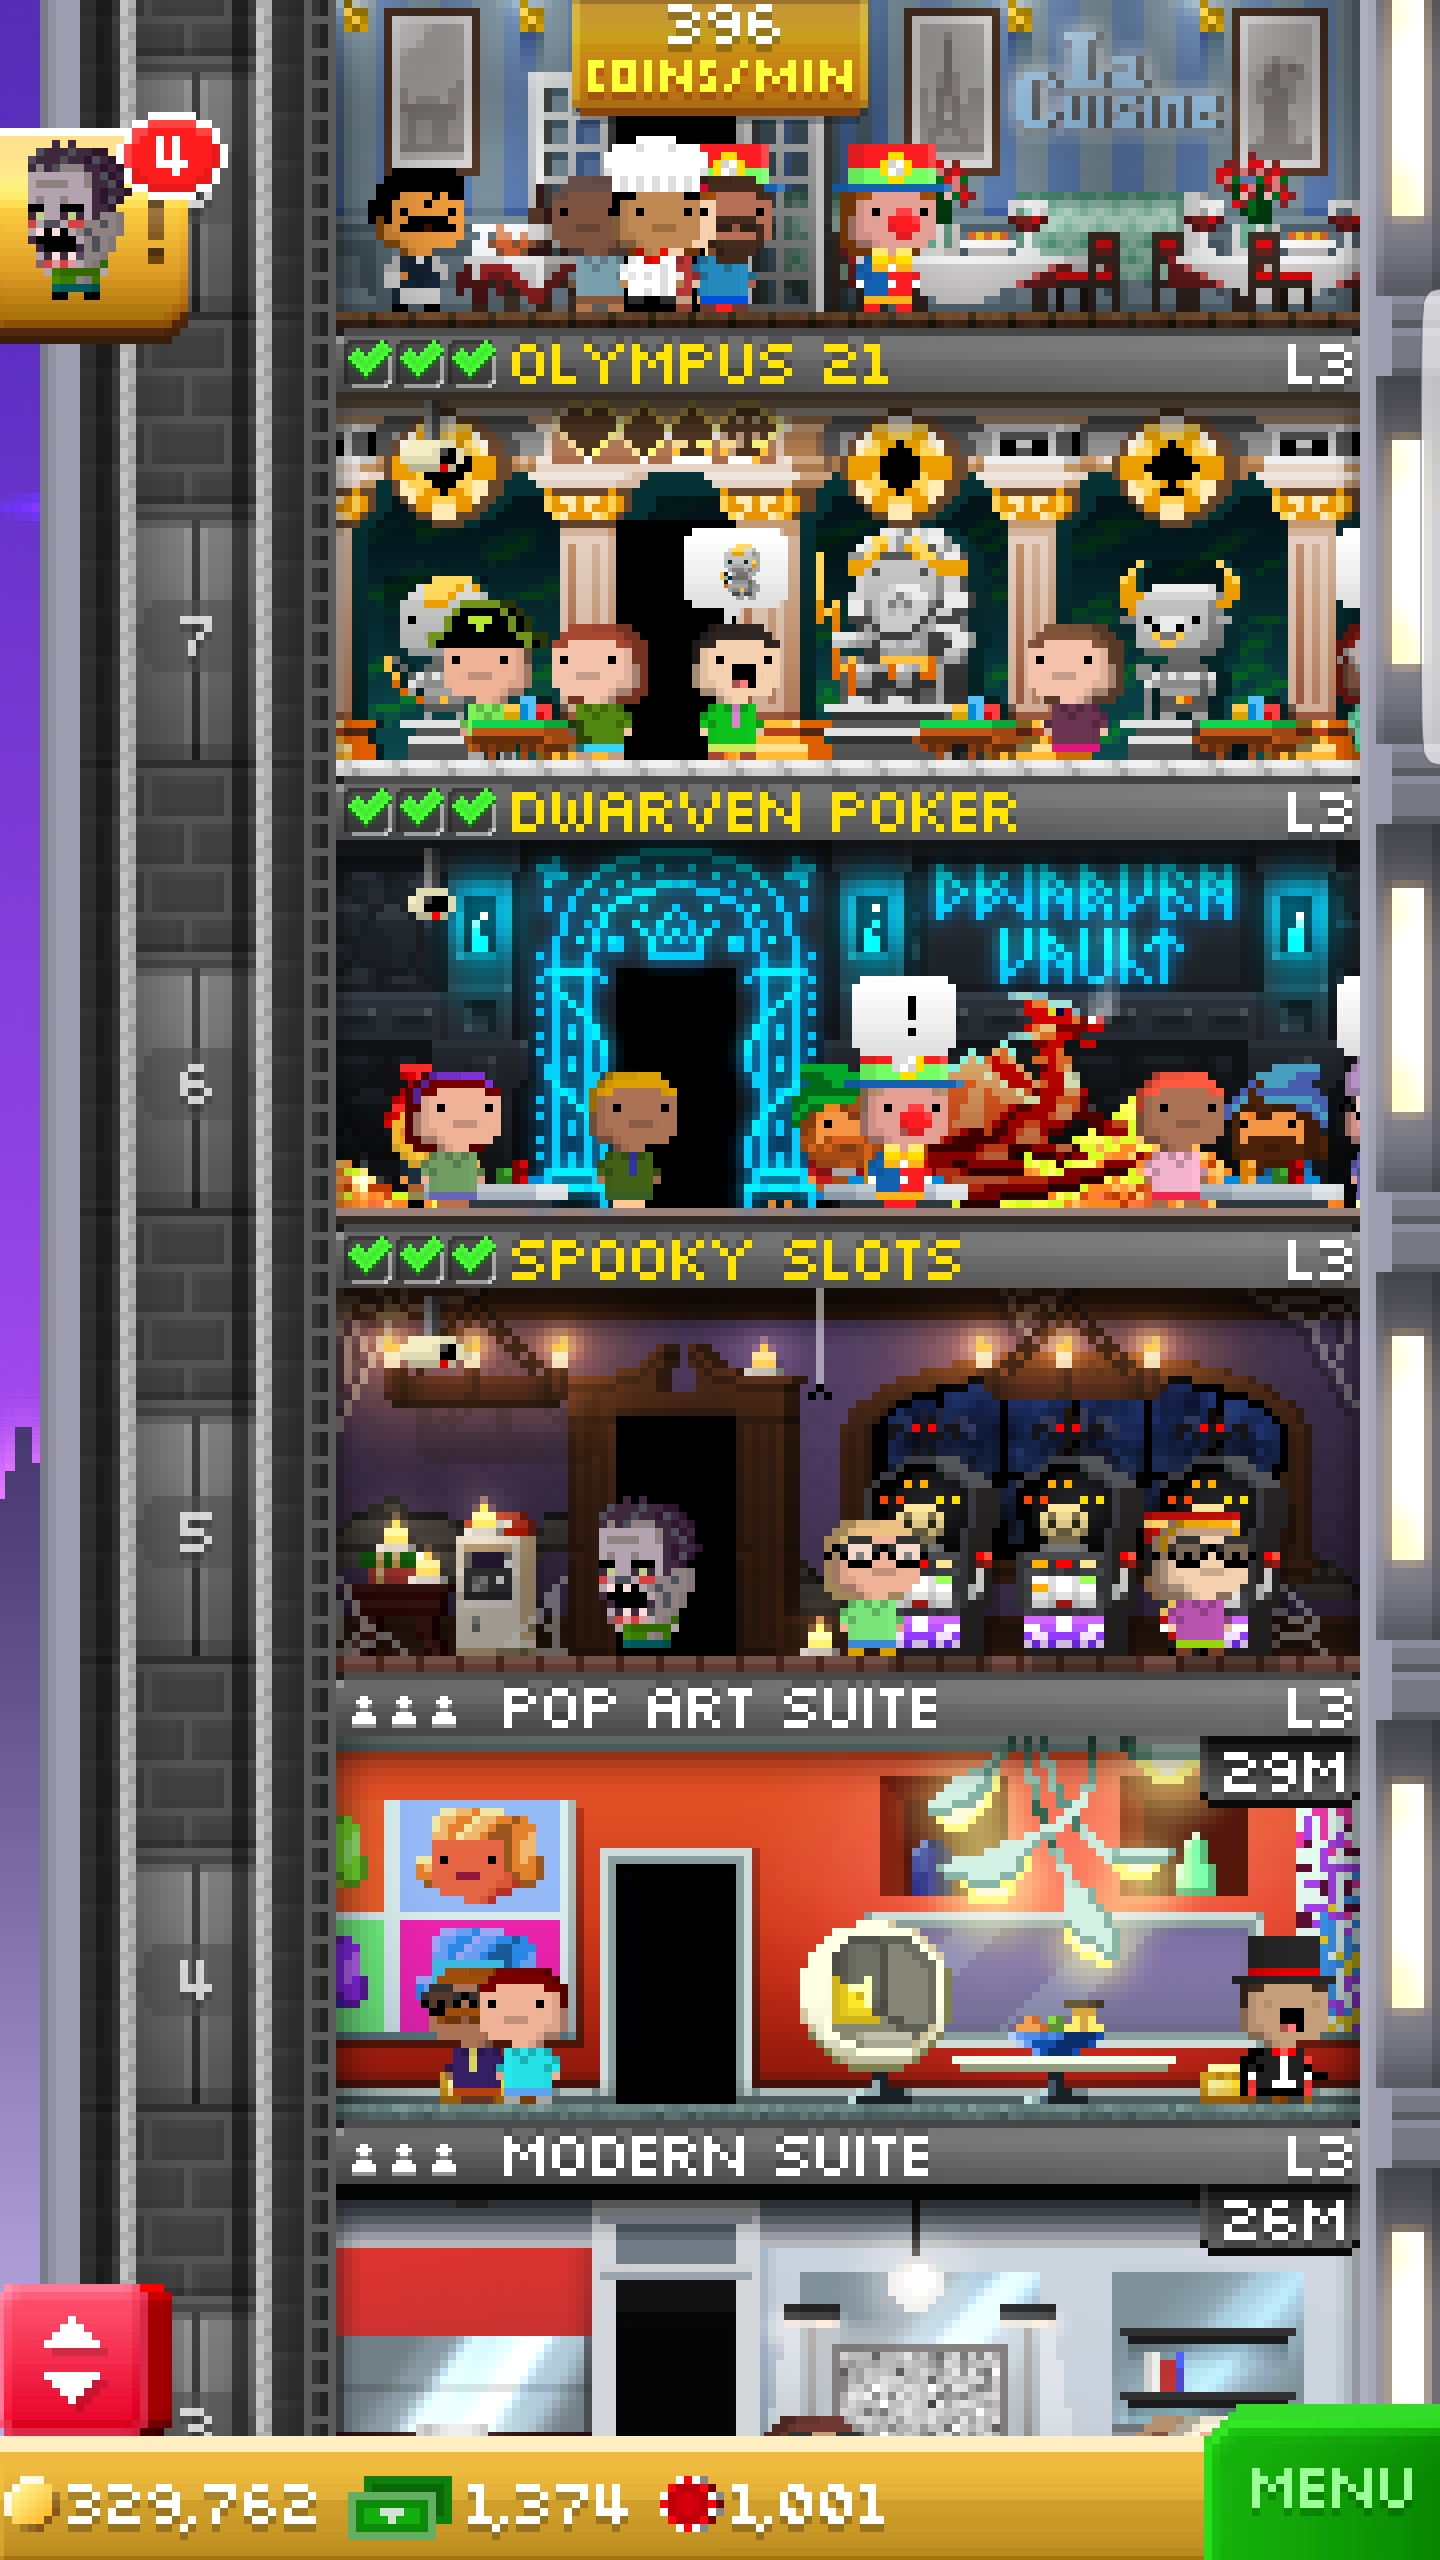 396
COINS/MIN
La
Cuisine
4
!
OLYMPUS 21 L3
7
DWARVEN POKER L3
DWARVEN
VAULT
!
6
SPOOKY SLOTS L3
5
POP ART SUITE L3
29M
4
MODERN SUITE L3
26M
3
329,762 1,374 1,001
MENU